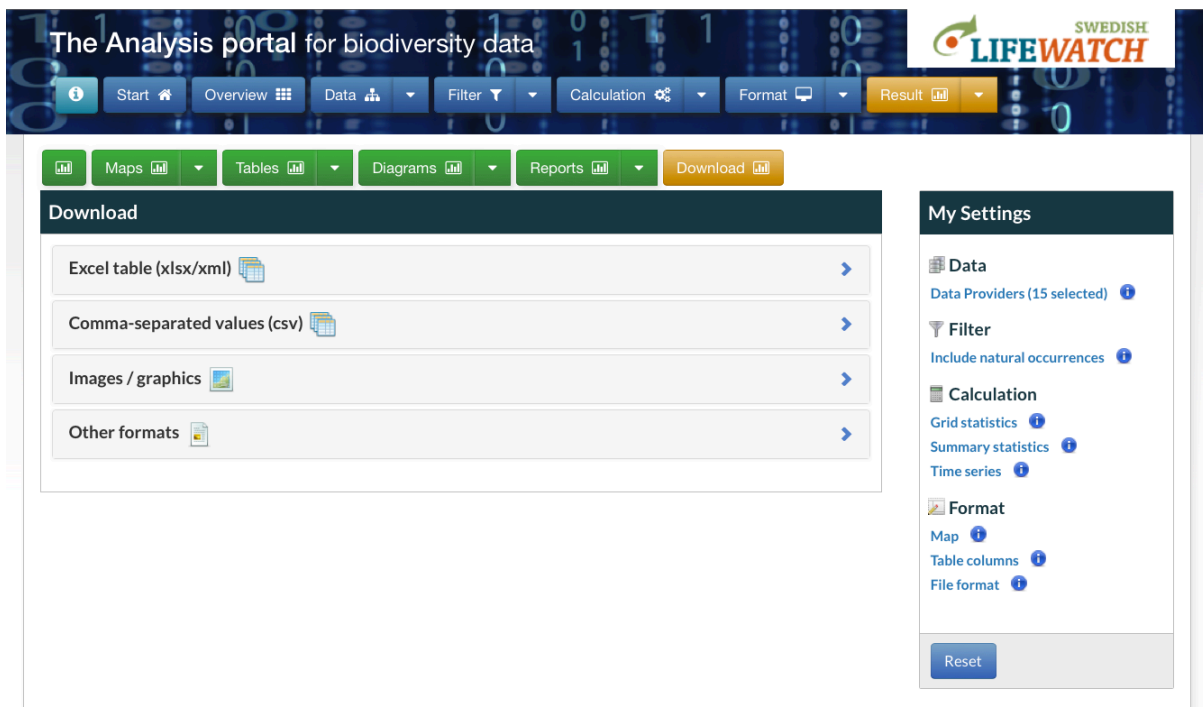 The Analysis portal for biodiversity data
SWEDISH
LIFEWATCH
Start Overview Data Filter Calculation Format Result
Maps Tables Diagrams Reports Download
Download
Excel table (xlsx/xml)
Comma-separated values (csv)
Images / graphics
Other formats
My Settings
Data
Data Providers (15 selected)
Filter
Include natural occurrences
Calculation
Grid statistics
Summary statistics
Time series
Format
Map
Table columns
File format
Reset